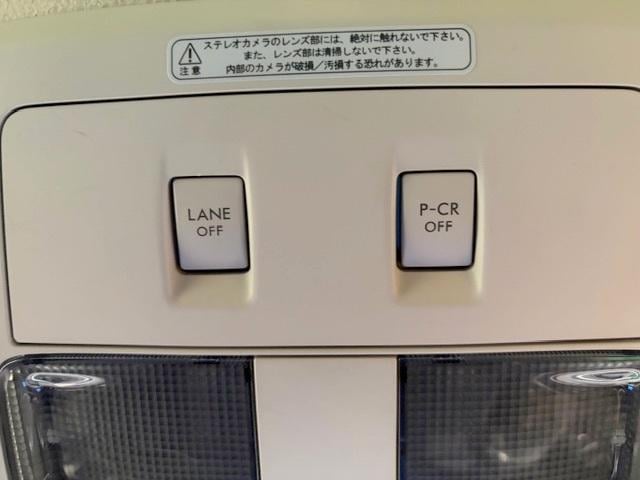 ステレオカメラのレンズ部には、絶対に触れないで下さい。
また、レンズ部は清掃しないで下さい。
注意 内部のカメラが破損／汚損する恐れがあります。
LANE
OFF
P-CR
OFF